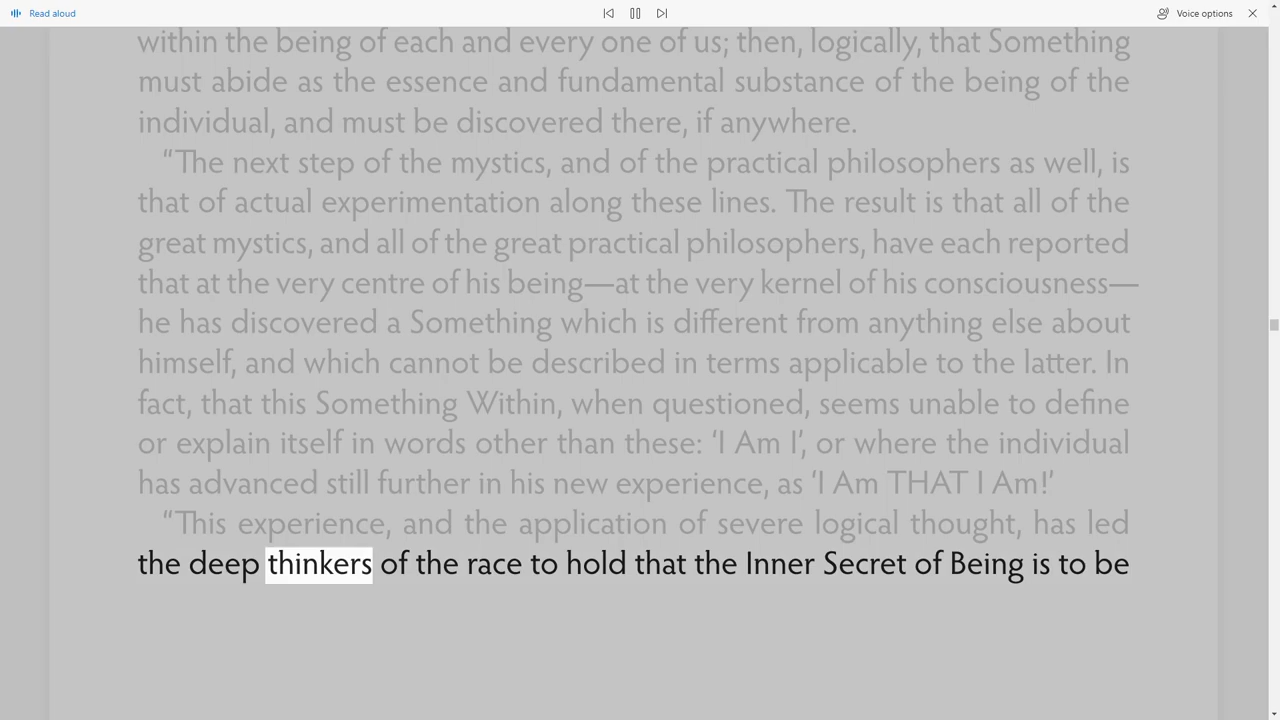 Read aloud
Voice options
within the being of each and every one of us; then, logically, that Something
must abide as the essence and fundamental substance of the being of the
individual, and must be discovered there, if anywhere.
“The next step of the mystics, and of the practical philosophers as well, is
that of actual experimentation along these lines. The result is that all of the
great mystics, and all of the great practical philosophers, have each reported
that at the very centre of his being—at the very kernel of his consciousness—
he has discovered a Something which is different from anything else about
himself, and which cannot be described in terms applicable to the latter. In
fact, that this Something Within, when questioned, seems unable to define
or explain itself in words other than these: ‘I Am I’, or where the individual
has advanced still further in his new experience, as ‘I Am THAT I Am!’
“This experience, and the application of severe logical thought, has led
the deep thinkers of the race to hold that the Inner Secret of Being is to be